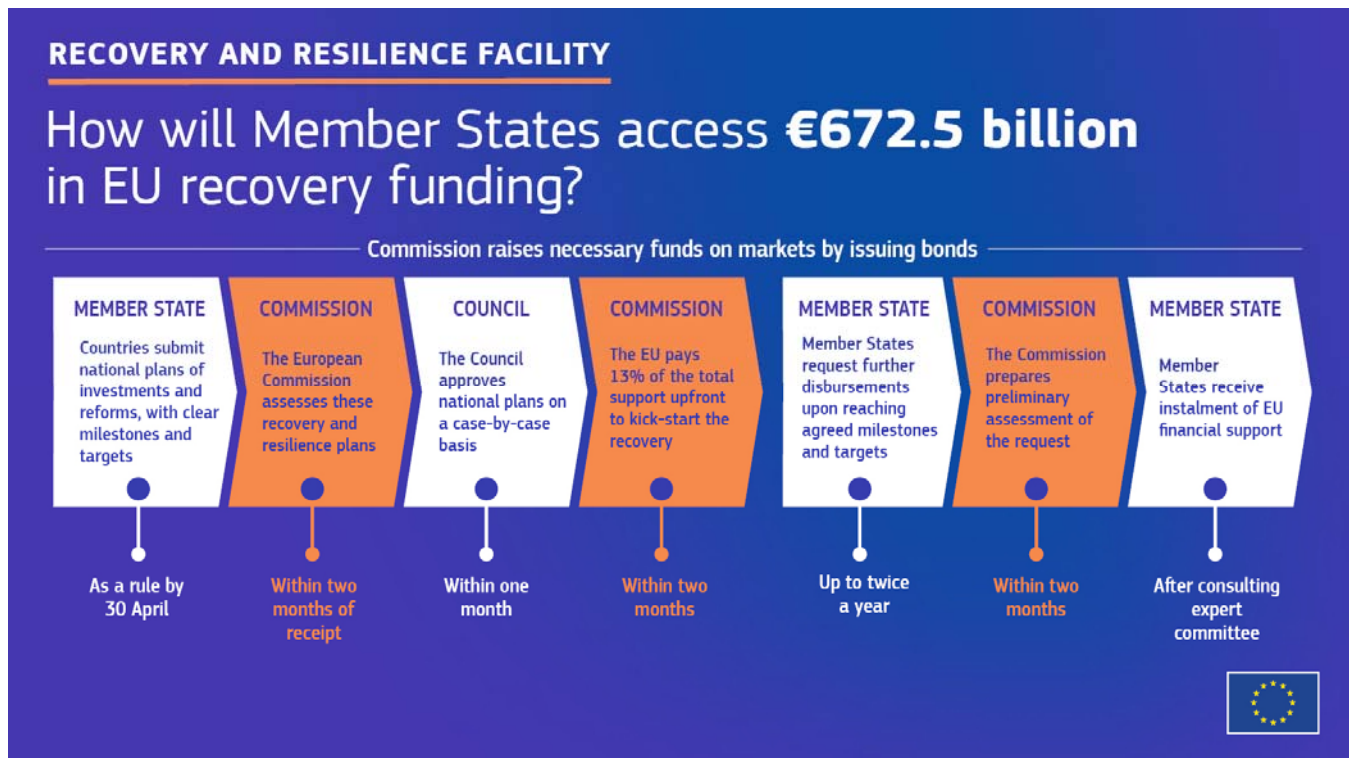 RECOVERY AND RESILIENCE FACILITY
How will Member States access €672.5 billion
in EU recovery funding?
Commission raises necessary funds on markets by issuing bonds
MEMBER STATE
Countries submit
national plans of
investments and
reforms, with clear
milestones and
targets
As a rule by
30 April
COMMISSION
The European
Commission
assesses these
recovery and
resilience plans
Within two
months of
receipt
COUNCIL
The Council
approves
national plans on
a case-by-case
basis
Within one
month
COMMISSION
The EU pays
13% of the total
support upfront
to kick-start the
recovery
Within two
months
MEMBER STATE
Member States
request further
disbursements
upon reaching
agreed milestones
and targets
Up to twice
a year
COMMISSION
The Commission
prepares
preliminary
assessment of
the request
Within two
months
MEMBER STATE
Member
States receive
instalment of EU
financial support
After consulting
expert
committee